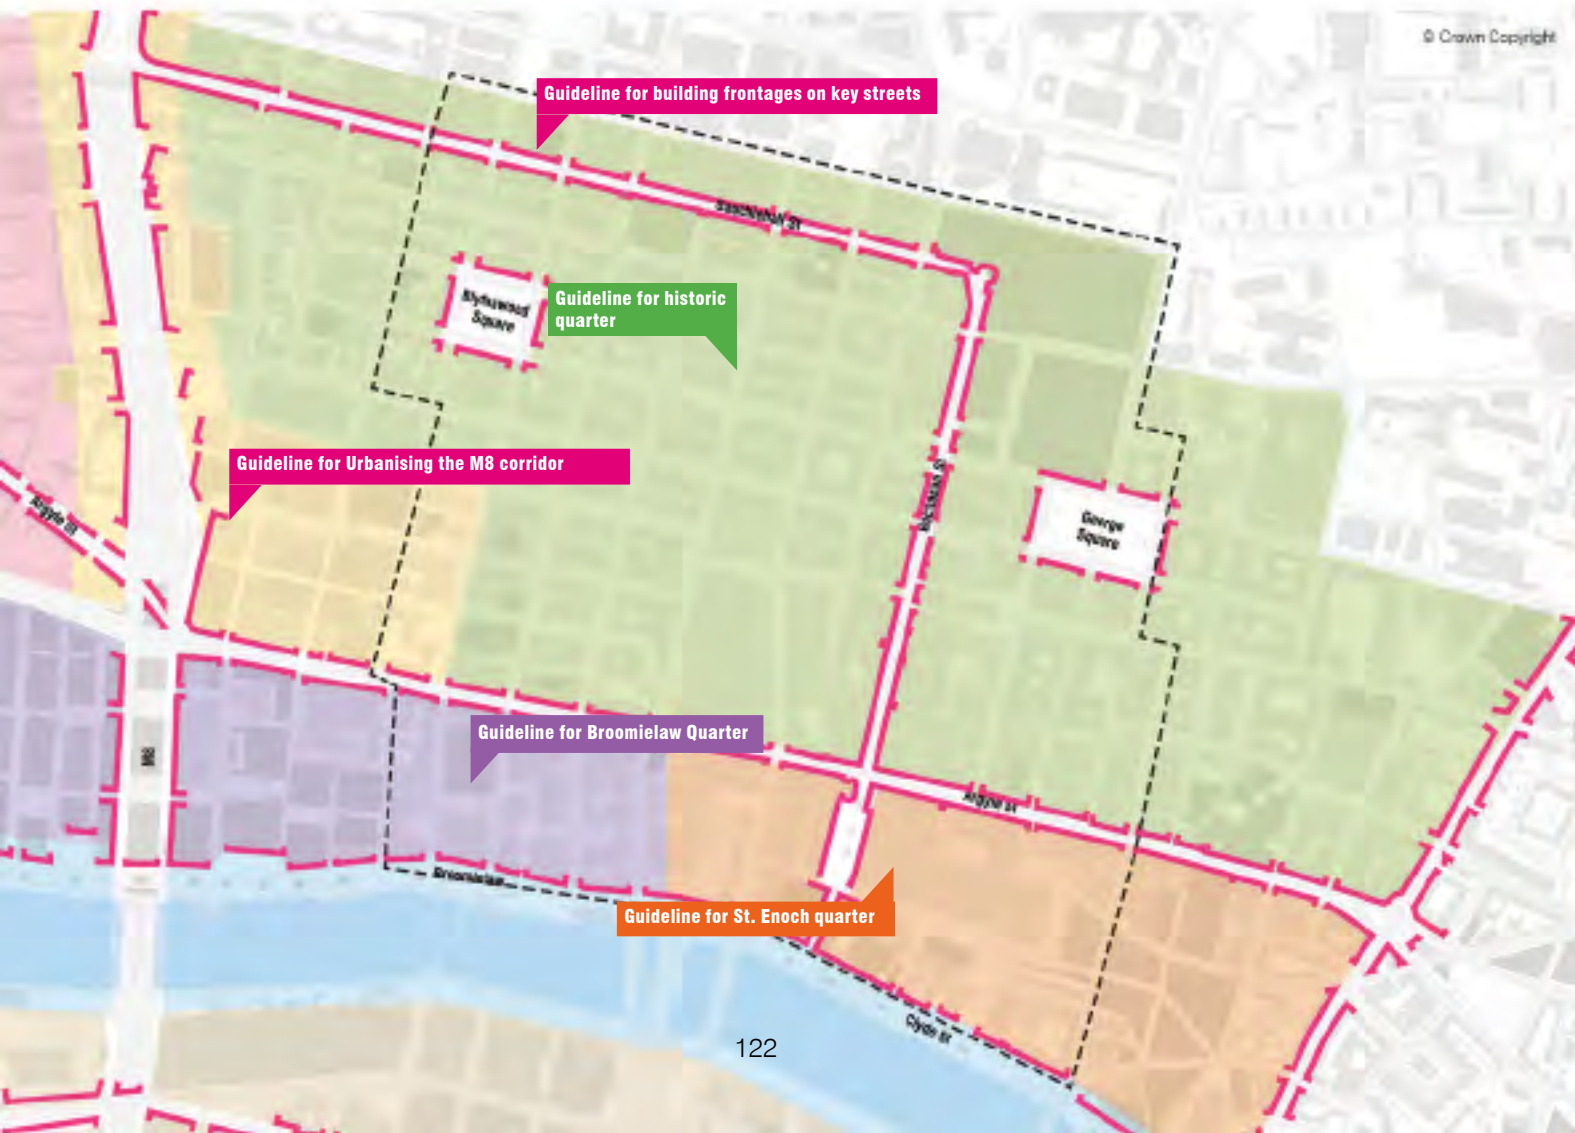 © Crown Copyright
Guideline for building frontages on key streets
Sauchiehall St
Blythswood
Square
Guideline for historic
quarter
Guideline for Urbanising the M8 corridor
Argyle St
George
Square
Guideline for Broomielaw Quarter
M8
Argyle St
Broomielaw
Guideline for St. Enoch quarter
Clyde St
122